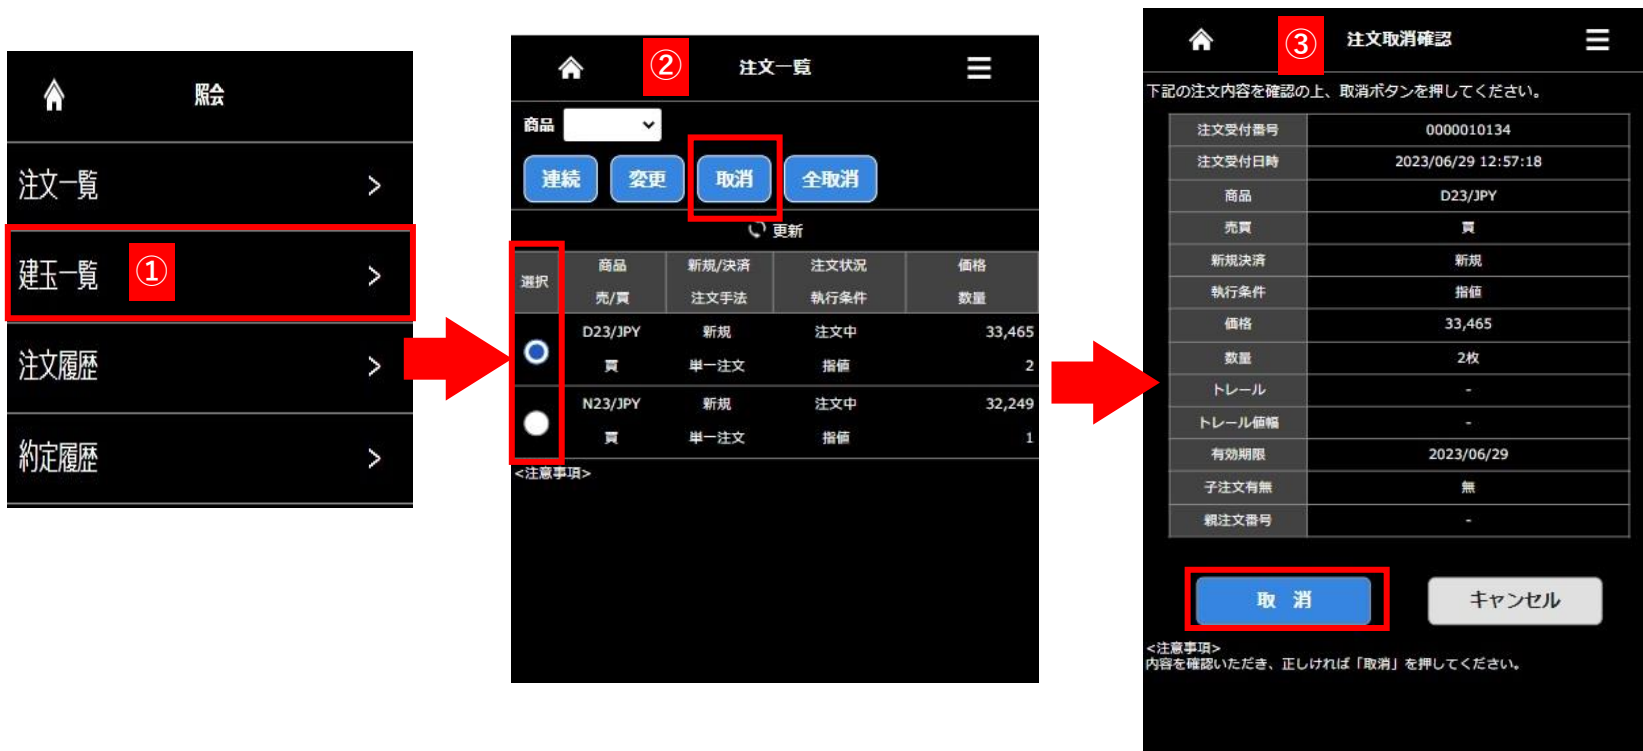 照会
注文一覧
建玉一覧 ①
注文履歴
約定履歴
② 注文一覧
商品
連続 変更 取消 全取消
更新
選択 商品 新規/決済 注文状況 価格
売/買 注文手法 執行条件 数量
D23/JPY 新規 注文中 33,465
買 単一注文 指値 2
N23/JPY 新規 注文中 32,249
買 単一注文 指値 1
<注意事項>
③ 注文取消確認
下記の注文内容を確認の上、取消ボタンを押してください。
注文受付番号 0000010134
注文受付日時 2023/06/29 12:57:18
商品 D23/JPY
売買 買
新規決済 新規
執行条件 指値
価格 33,465
数量 2枚
トレール -
トレール値幅 -
有効期限 2023/06/29
子注文有無 無
親注文番号 -
取 消 キャンセル
<注意事項>
内容を確認いただき、正しければ「取消」を押してください。